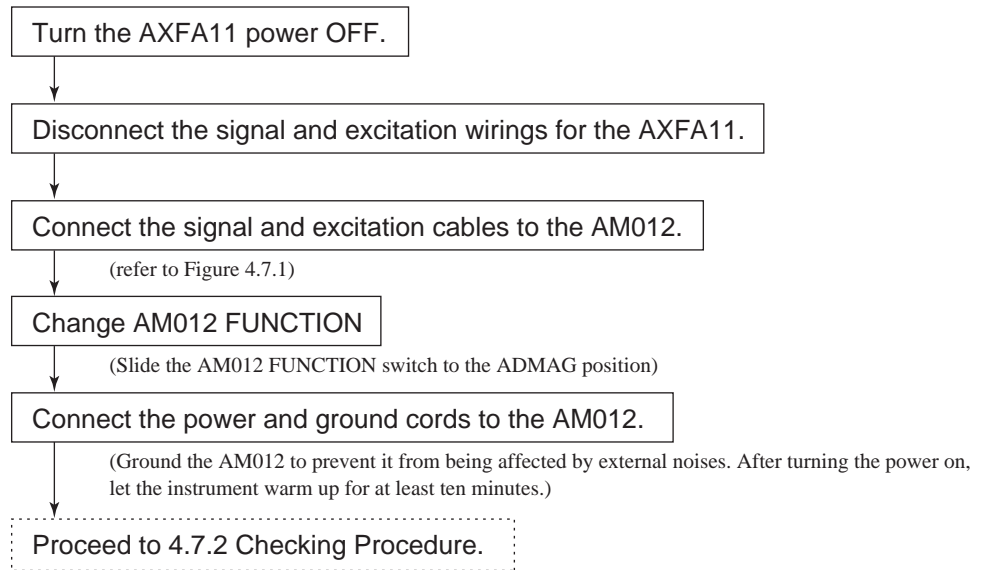 Turn the AXFA11 power OFF.
Disconnect the signal and excitation wirings for the AXFA11.
Connect the signal and excitation cables to the AM012.
(refer to Figure 4.7.1)
Change AM012 FUNCTION
(Slide the AM012 FUNCTION switch to the ADMAG position)
Connect the power and ground cords to the AM012.
(Ground the AM012 to prevent it from being affected by external noises. After turning the power on,
let the instrument warm up for at least ten minutes.)
Proceed to 4.7.2 Checking Procedure.